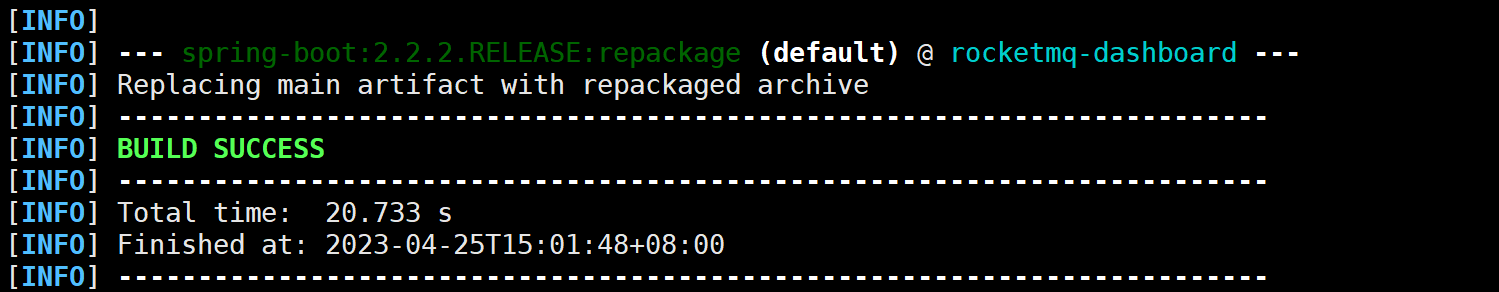 [INFO]
[INFO] --- spring-boot:2.2.2.RELEASE:repackage (default) @ rocketmq-dashboard ---
[INFO] Replacing main artifact with repackaged archive
[INFO] ------------------------------------------------------------------------
[INFO] BUILD SUCCESS
[INFO] ------------------------------------------------------------------------
[INFO] Total time:  20.733 s
[INFO] Finished at: 2023-04-25T15:01:48+08:00
[INFO] ------------------------------------------------------------------------